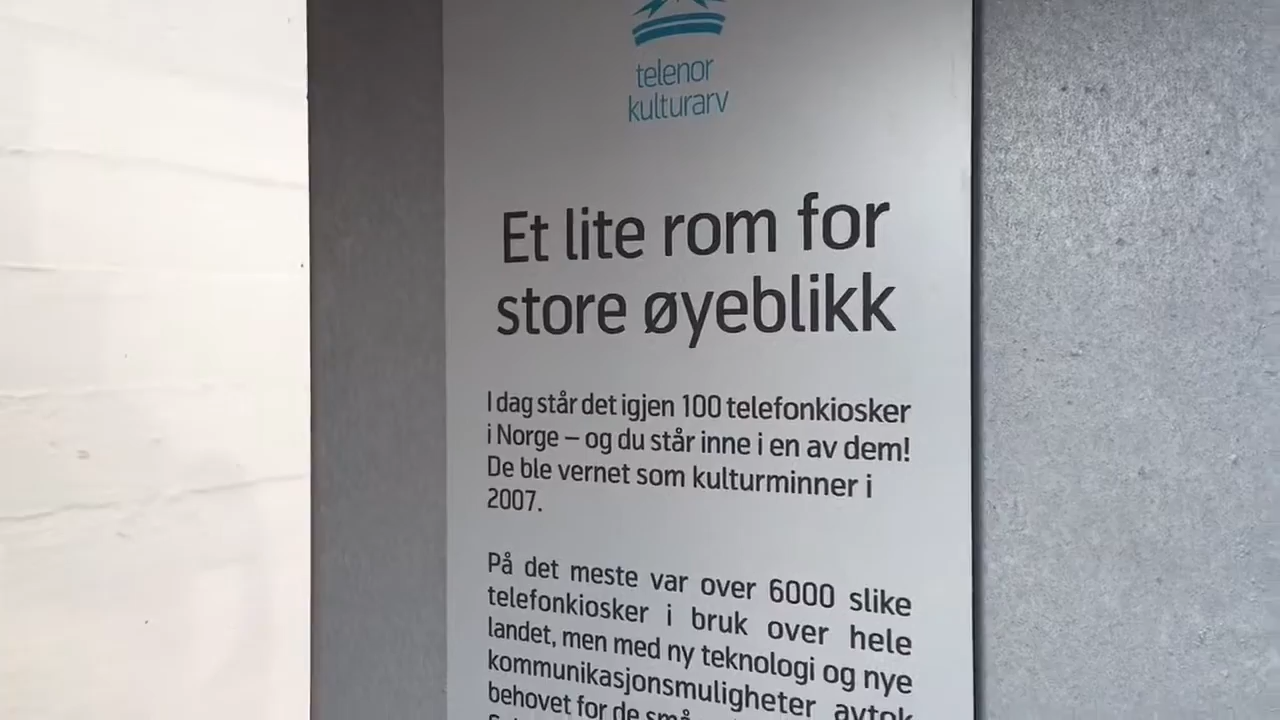 telenor
kulturarv
Et lite rom for
store øyeblikk
I dag står det igjen 100 telefonkiosker
i Norge – og du står inne i en av dem!
De ble vernet som kulturminner i
2007.
På det meste var over 6000 slike
telefonkiosker i bruk over hele
landet, men med ny teknologi og nye
kommunikasjonsmuligheter avtok
behovet for de små